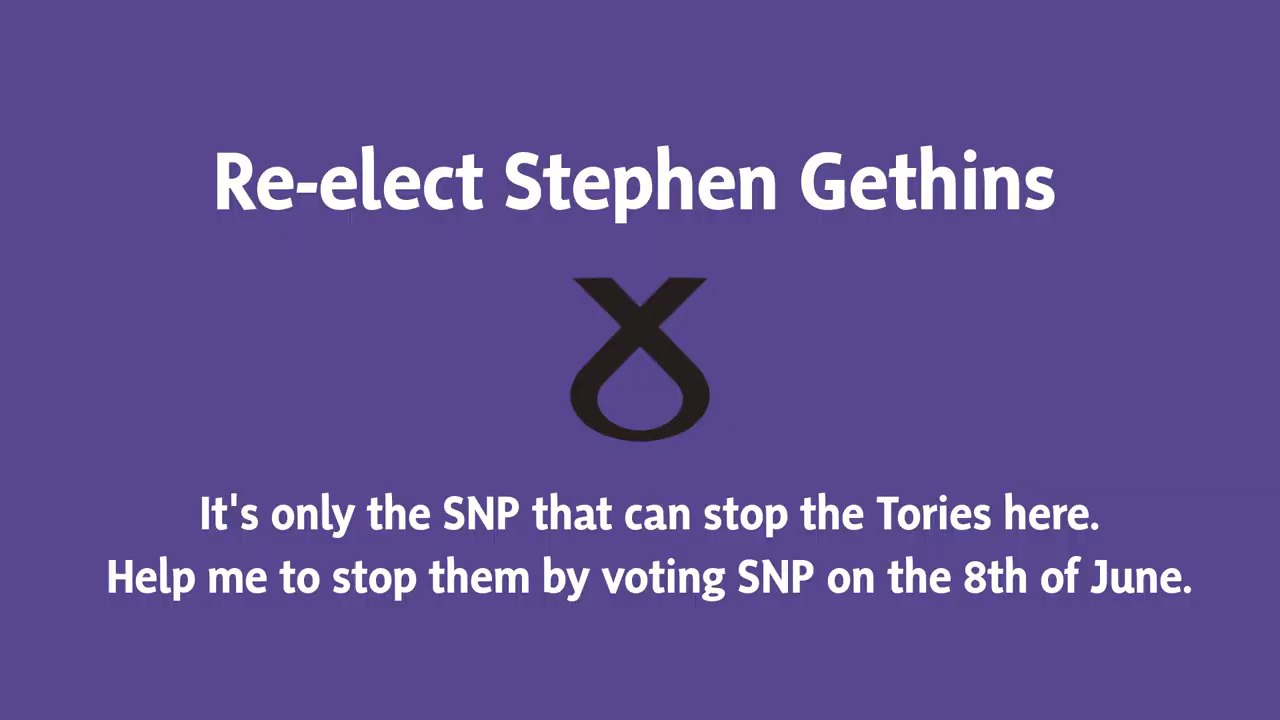 Re-elect Stephen Gethins
It's only the SNP that can stop the Tories here.
Help me to stop them by voting SNP on the 8th of June.